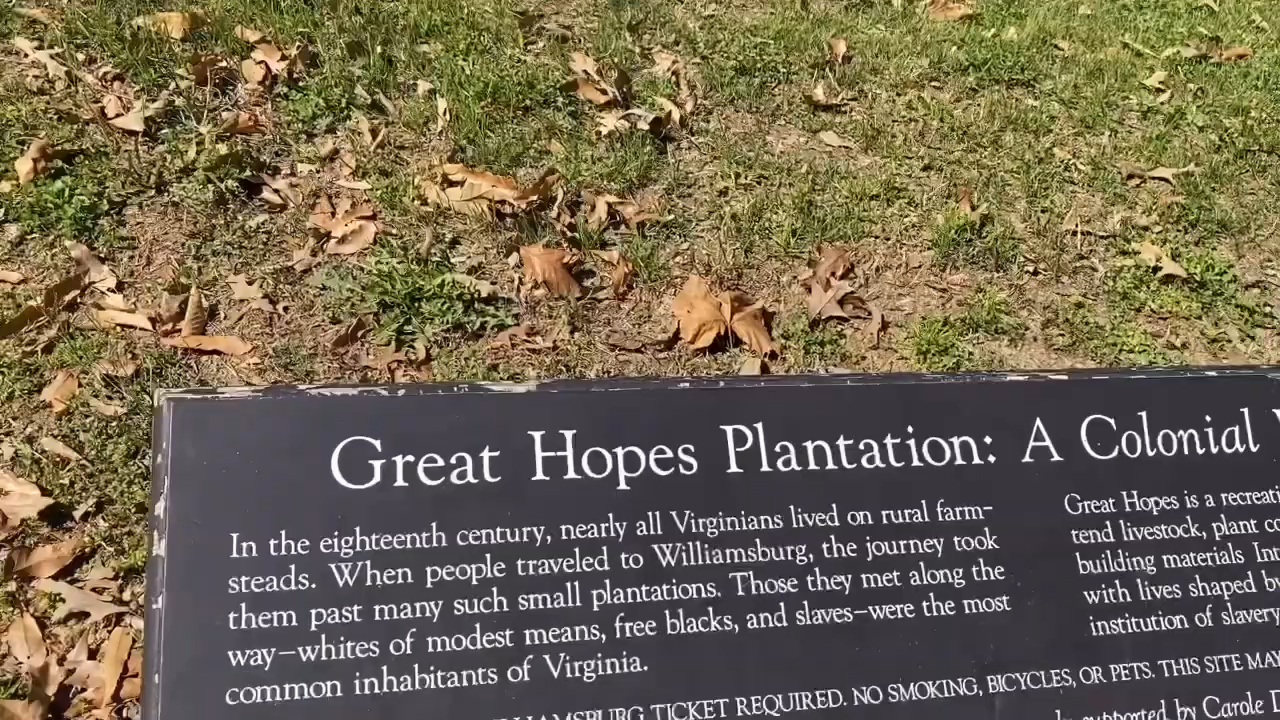 Great Hopes Plantation: A Colonial
In the eighteenth century, nearly all Virginians lived on rural farm-
steads. When people traveled to Williamsburg, the journey took
them past many such small plantations. Those they met along the
way—whites of modest means, free blacks, and slaves—were the most
common inhabitants of Virginia.
Great Hopes is a
tend livestock, plant
building materials
with lives shaped by
institution of slavery
TICKET REQUIRED. NO SMOKING, BICYCLES, OR PETS. THIS SITE MAY
supported by Carole